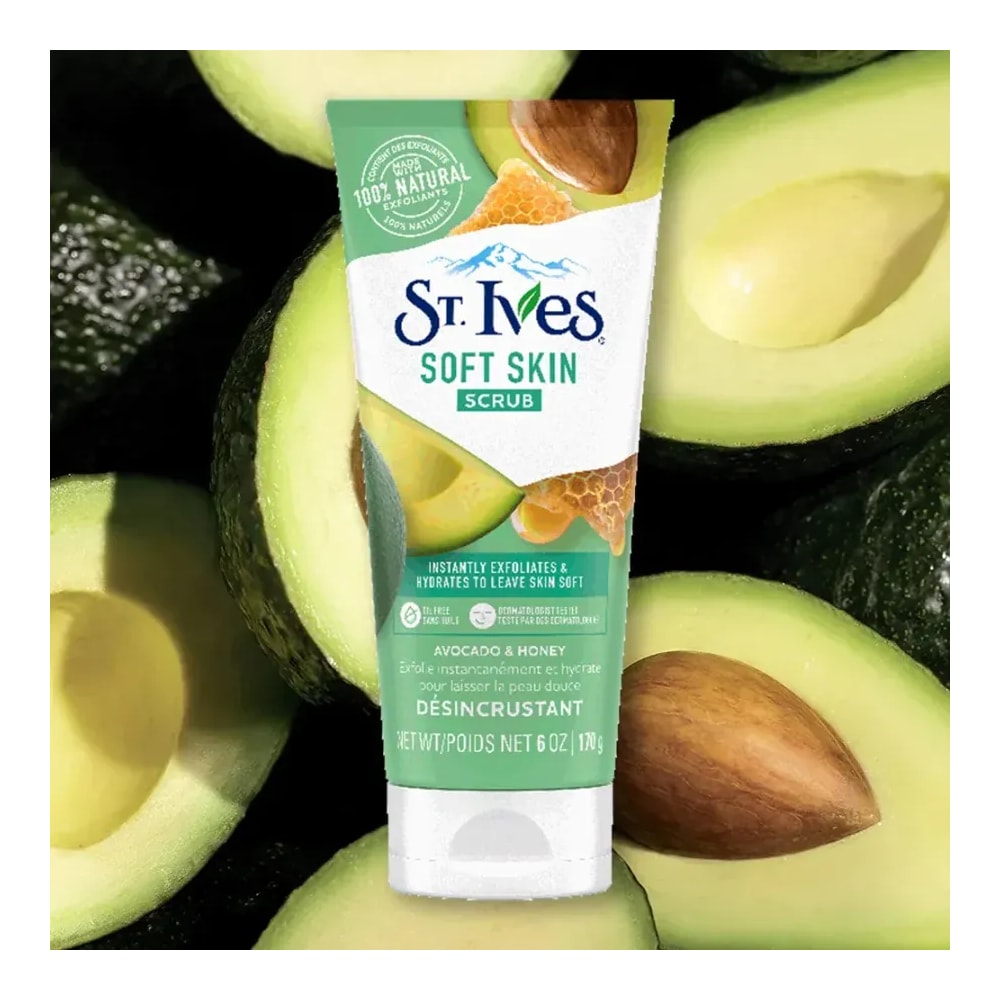 CONTIENT DES EXFOLIANTS
MADE
WITH
100% NATURAL
EXFOLIANTS
100% NATURELS
ST. IVES
SOFT SKIN
SCRUB
INSTANTLY EXFOLIATES &
HYDRATES TO LEAVE SKIN SOFT
OIL FREE
SANS HUILE
DERMATOLOGIST TESTED
TESTÉ PAR DES DERMATOLOGUES
AVOCADO & HONEY
Exfolie instantanément et hydrate
pour laisser la peau douce
DÉSINCRUSTANT
NET WT/POIDS NET 6 OZ | 170 g